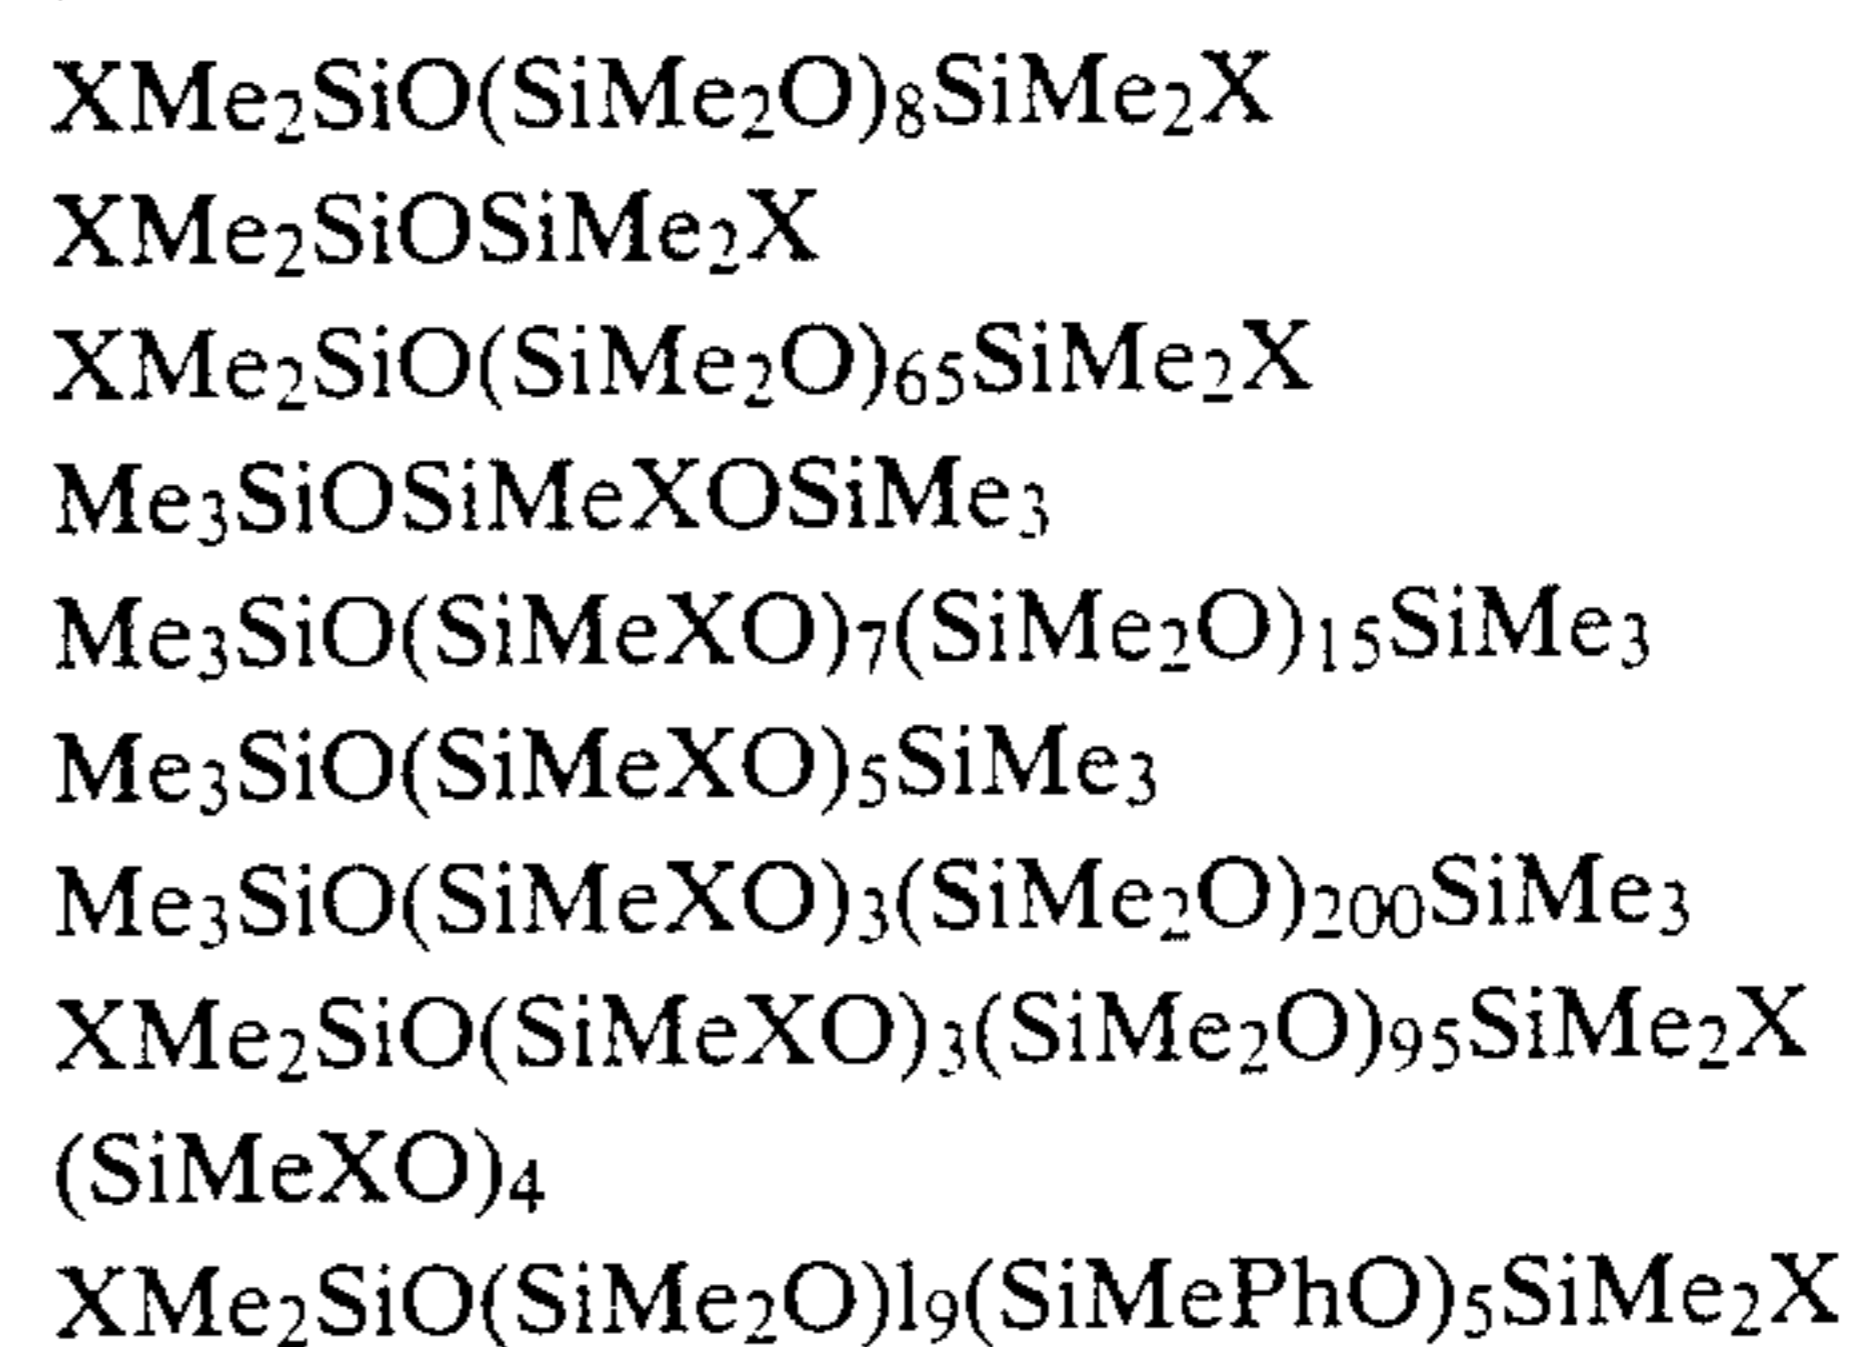 XMe₂SiO(SiMe₂O)₈SiMe₂X
XMe₂SiOSiMe₂X
XMe₂SiO(SiMe₂O)₆₅SiMe₂X
Me₃SiOSiMeXOSiMe₃
Me₃SiO(SiMeXO)₇(SiMe₂O)₁₅SiMe₃
Me₃SiO(SiMeXO)₅SiMe₃
Me₃SiO(SiMeXO)₃(SiMe₂O)₂₀₀SiMe₃
XMe₂SiO(SiMeXO)₃(SiMe₂O)₉₅SiMe₂X
(SiMeXO)₄
XMe₂SiO(SiMe₂O)l₉(SiMePhO)₅SiMe₂X